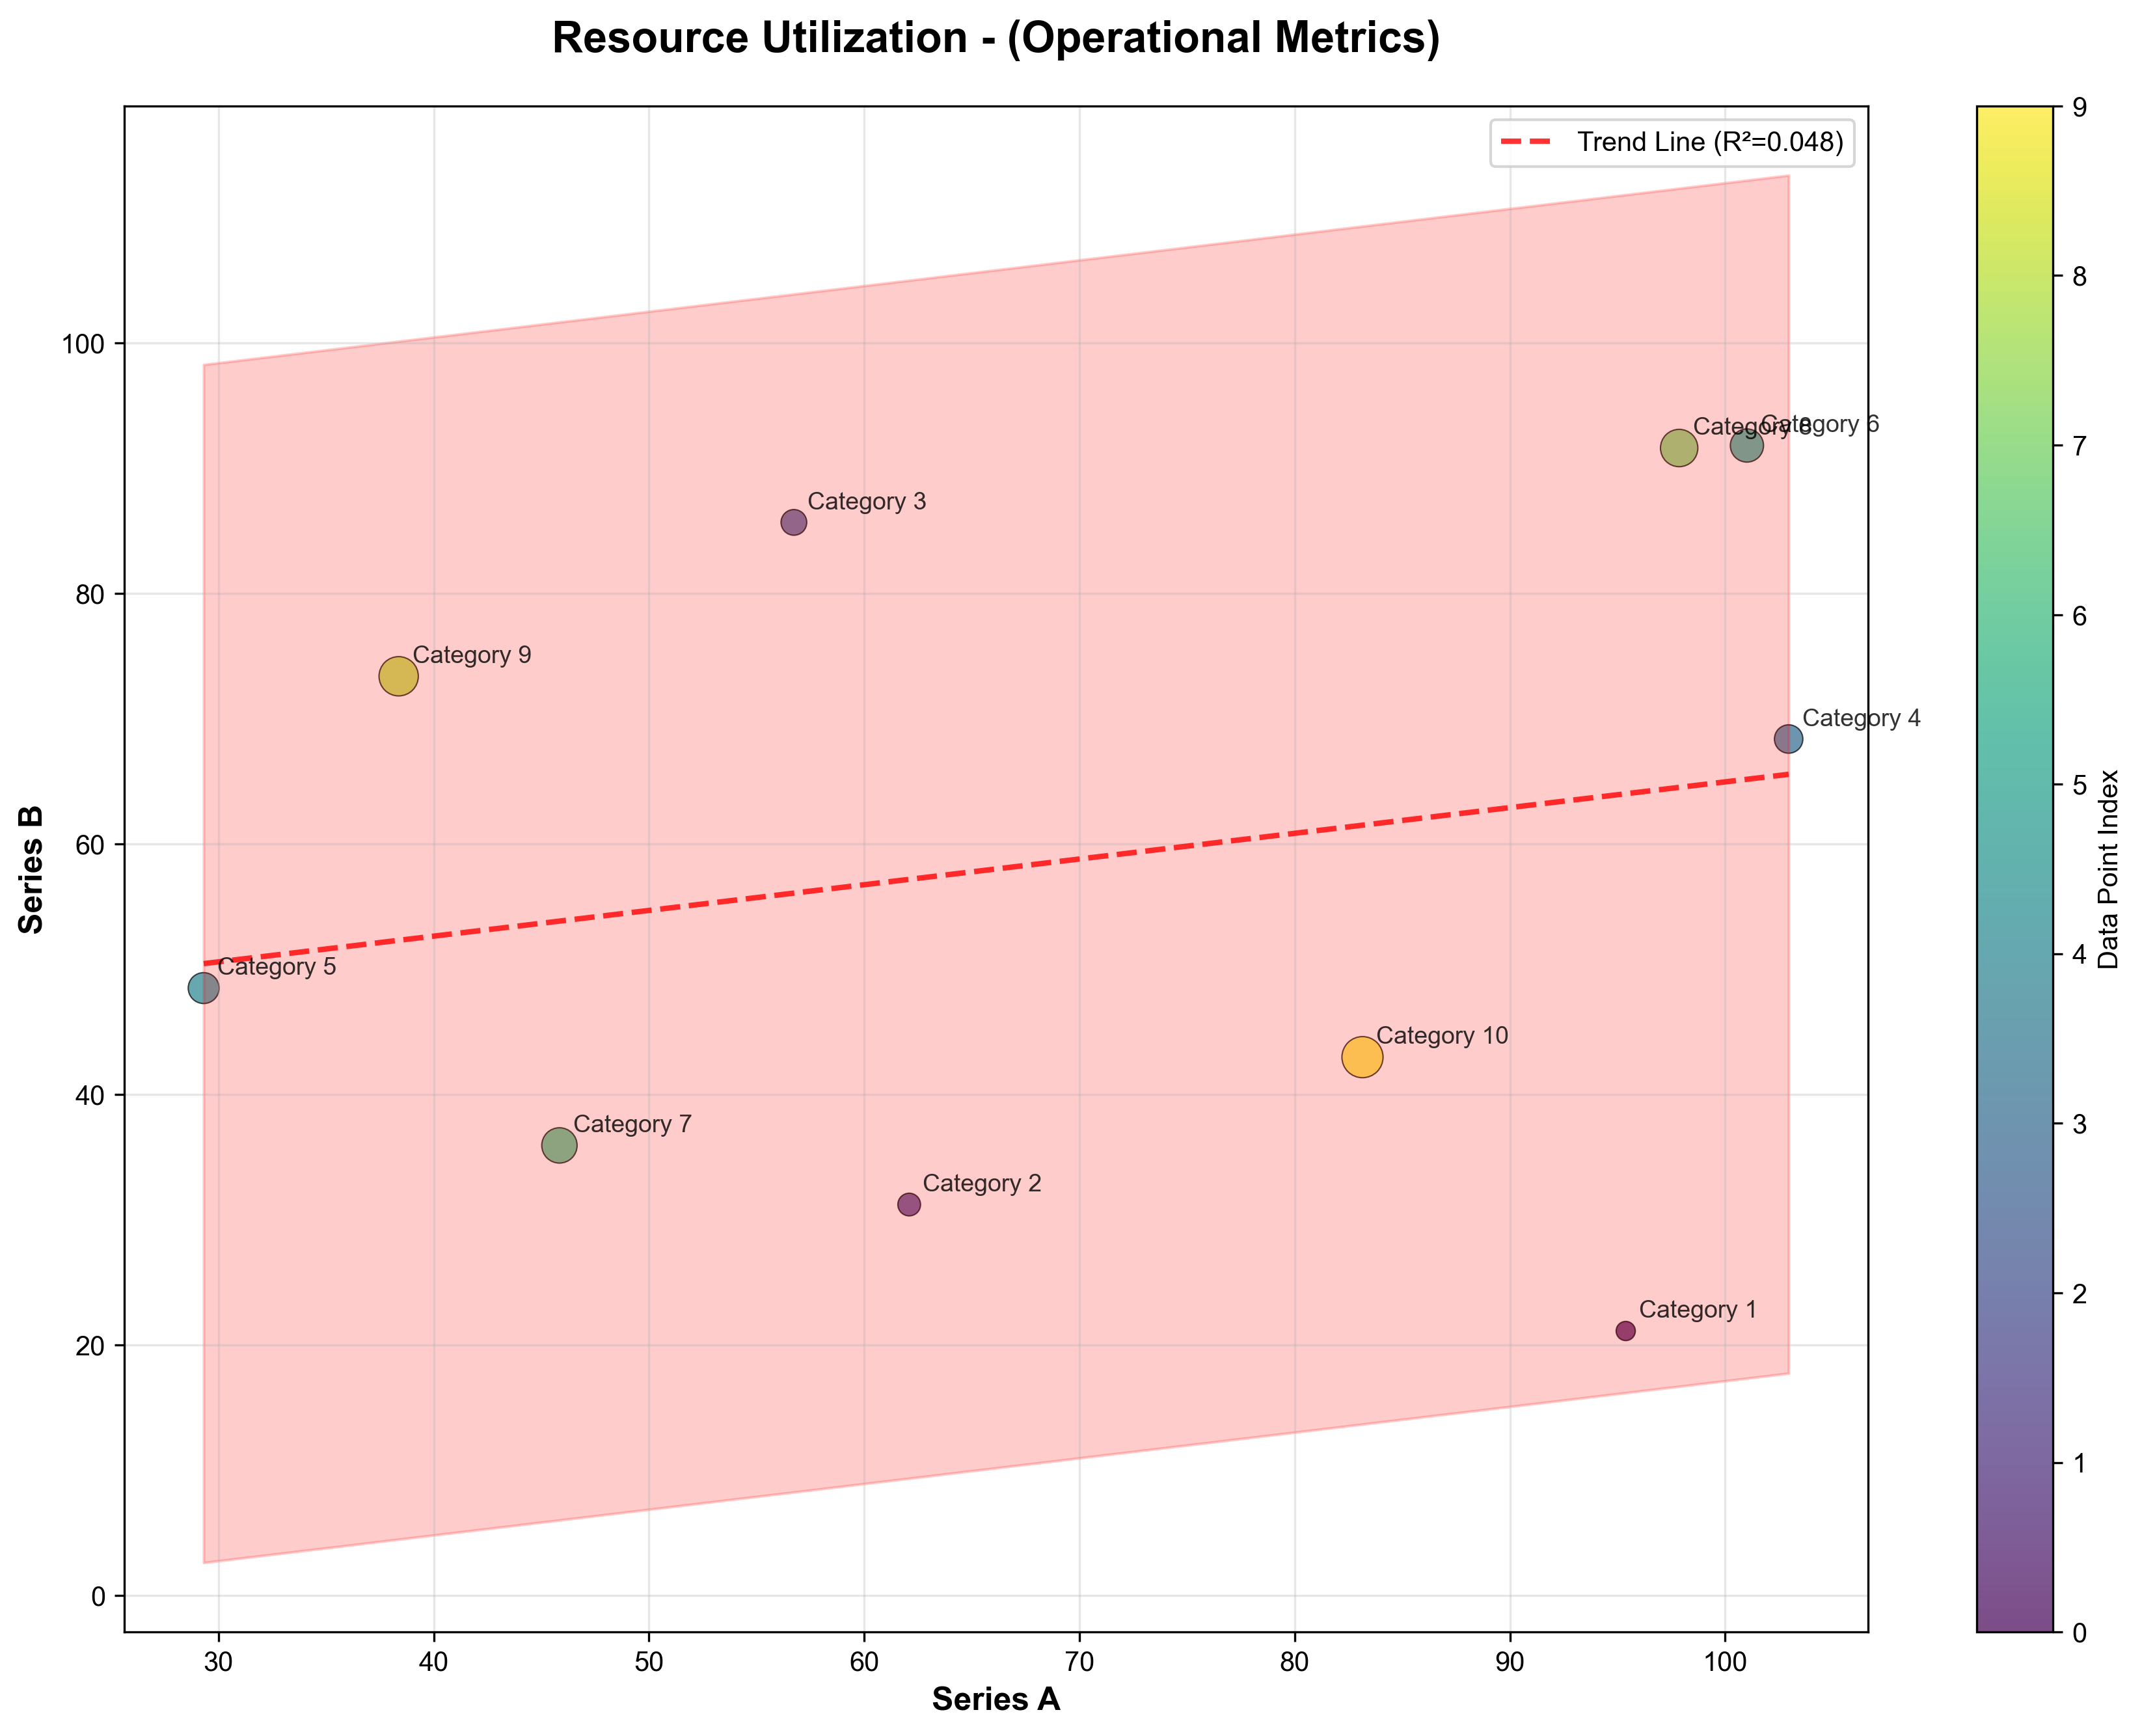 Resource Utilization - (Operational Metrics)
Trend Line (R²=0.048)
Series B
100
80
60
40
20
0
Category 8
Category 6
Category 3
Category 9
Category 4
Category 5
Category 10
Category 7
Category 2
Category 1
30 40 50 60 70 80 90 100
Series A
9
8
7
6
5
4
3
2
1
0
Data Point Index